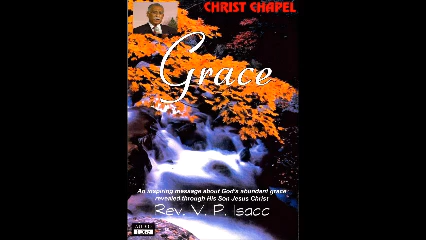 CHRIST CHAPEL
Grace
An inspiring message about God's abundant grace
revealed through His Son Jesus Christ
Rev. V. P. Isacc